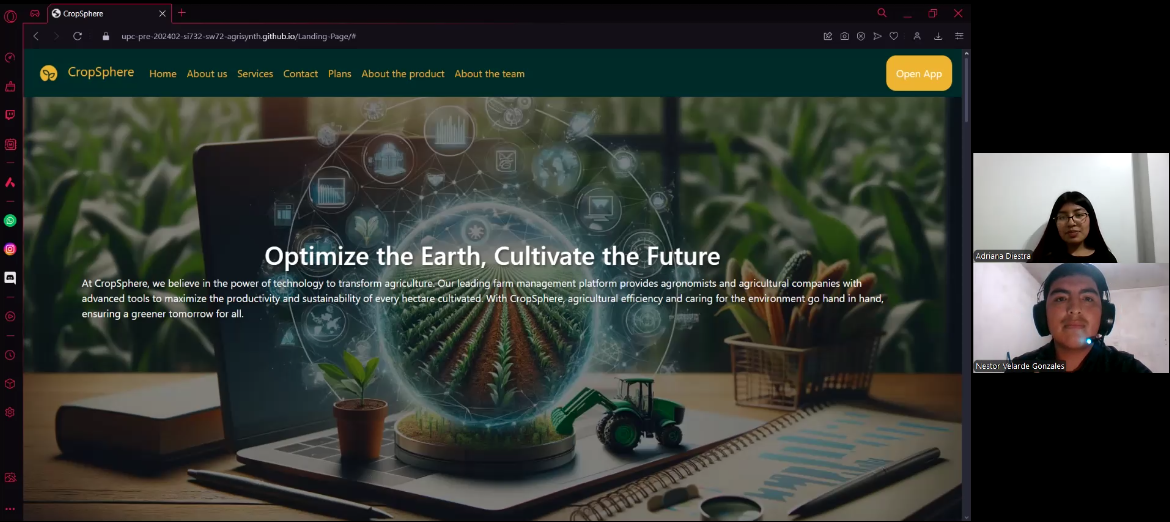 CropSphere
upc-pre-202402-si732-sw72-agrisynth.github.io/Landing-Page/#
CropSphere Home About us Services Contact Plans About the product About the team Open App
Optimize the Earth, Cultivate the Future
At CropSphere, we believe in the power of technology to transform agriculture. Our leading farm management platform provides agronomists and agricultural companies with
advanced tools to maximize the productivity and sustainability of every hectare cultivated. With CropSphere, agricultural efficiency and caring for the environment go hand in hand,
ensuring a greener tomorrow for all.
Adriana Diestra
Nestor Velarde Gonzales